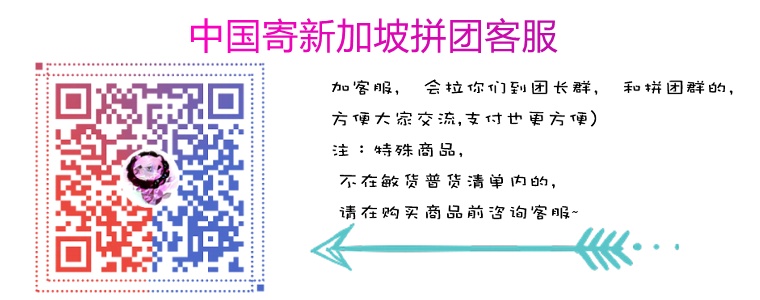 中国寄新加坡拼团客服
加客服， 会拉你们到团长群， 和拼团群的，
方便大家交流,支付也更方便)
注：特殊商品，
不在敏货普货清单内的，
请在购买商品前咨询客服~